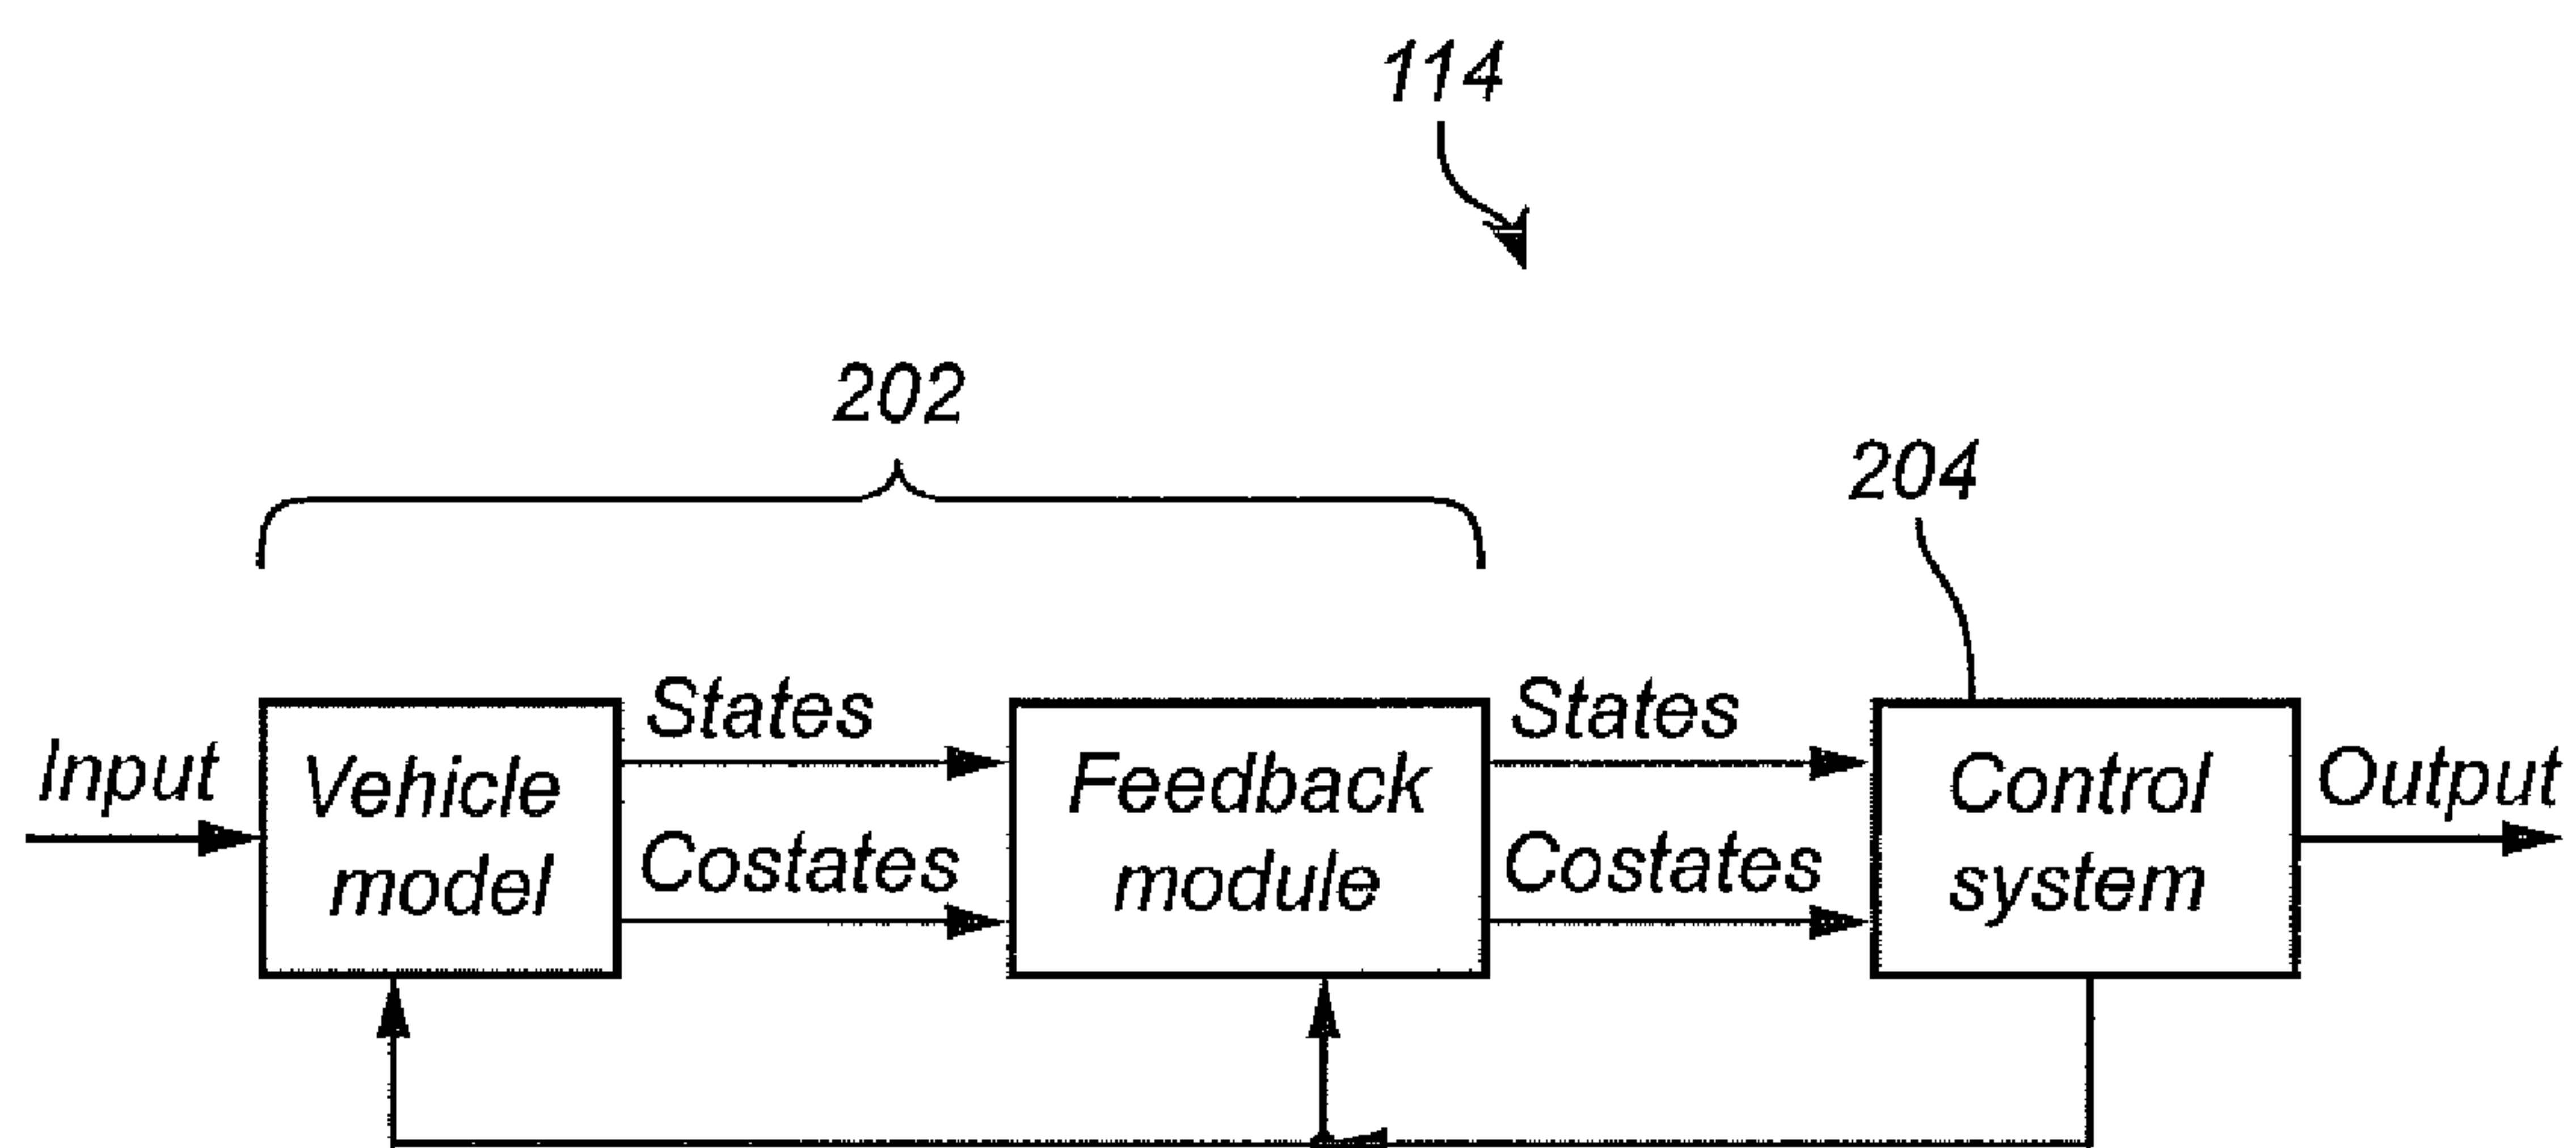 114
202
204
States
States
Input
Vehicle
model
Feedback
module
Control
system
Output
Costates
Costates